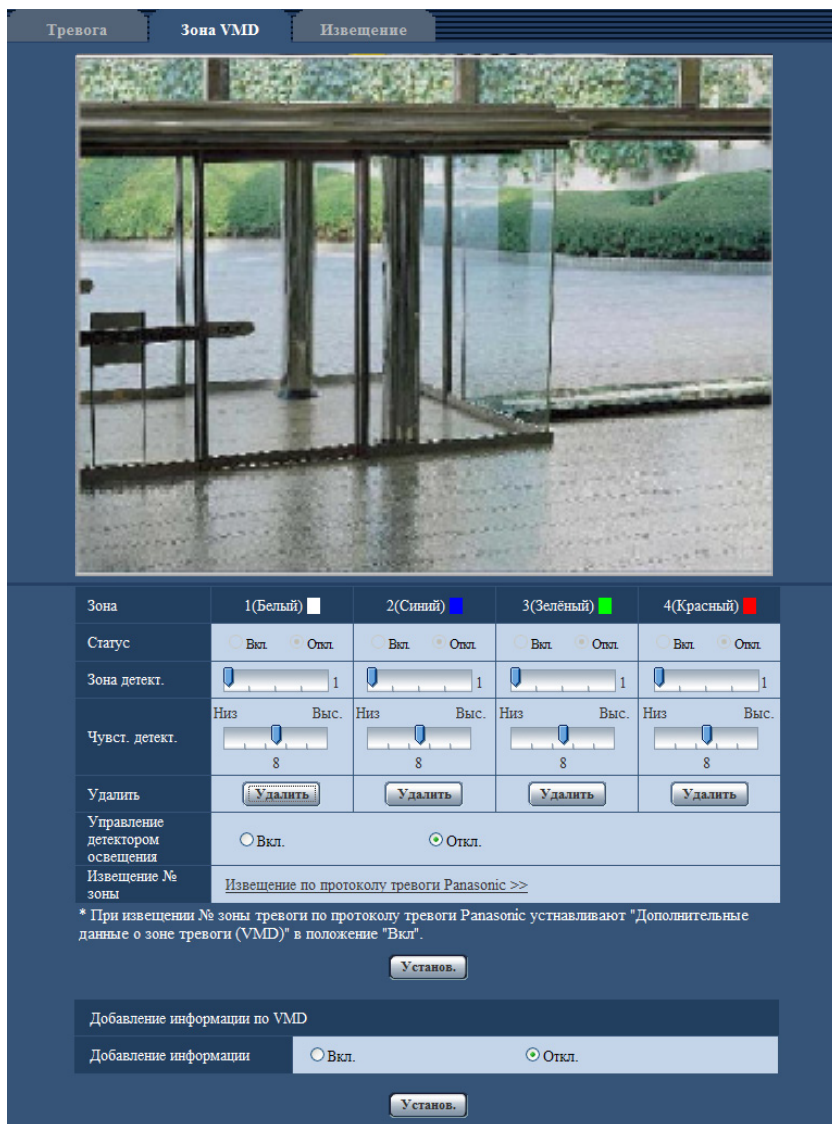 Тревога Зона VMD Извещение
Зона 1(Белый) 2(Синий) 3(Зелёный) 4(Красный)
Статус Вкл Откл. Вкл Откл. Вкл Откл. Вкл Откл.
Зона детект. 1 1 1 1
Чувст. детект. Низ Выс. Низ Выс. Низ Выс. Низ Выс.
8 8 8 8
Удалить Удалить Удалить Удалить Удалить
Управление
детектором
освещения
Вкл. Откл.
Извещение №
зоны
Извещение по протоколу тревоги Panasonic >>
* При извещении № зоны тревоги по протоколу тревоги Panasonic устнавливают "Дополнительные
данные о зоне тревоги (VMD)" в положение "Вкл".
Установ.
Добавление информации по VMD
Добавление информации Вкл. Откл.
Установ.